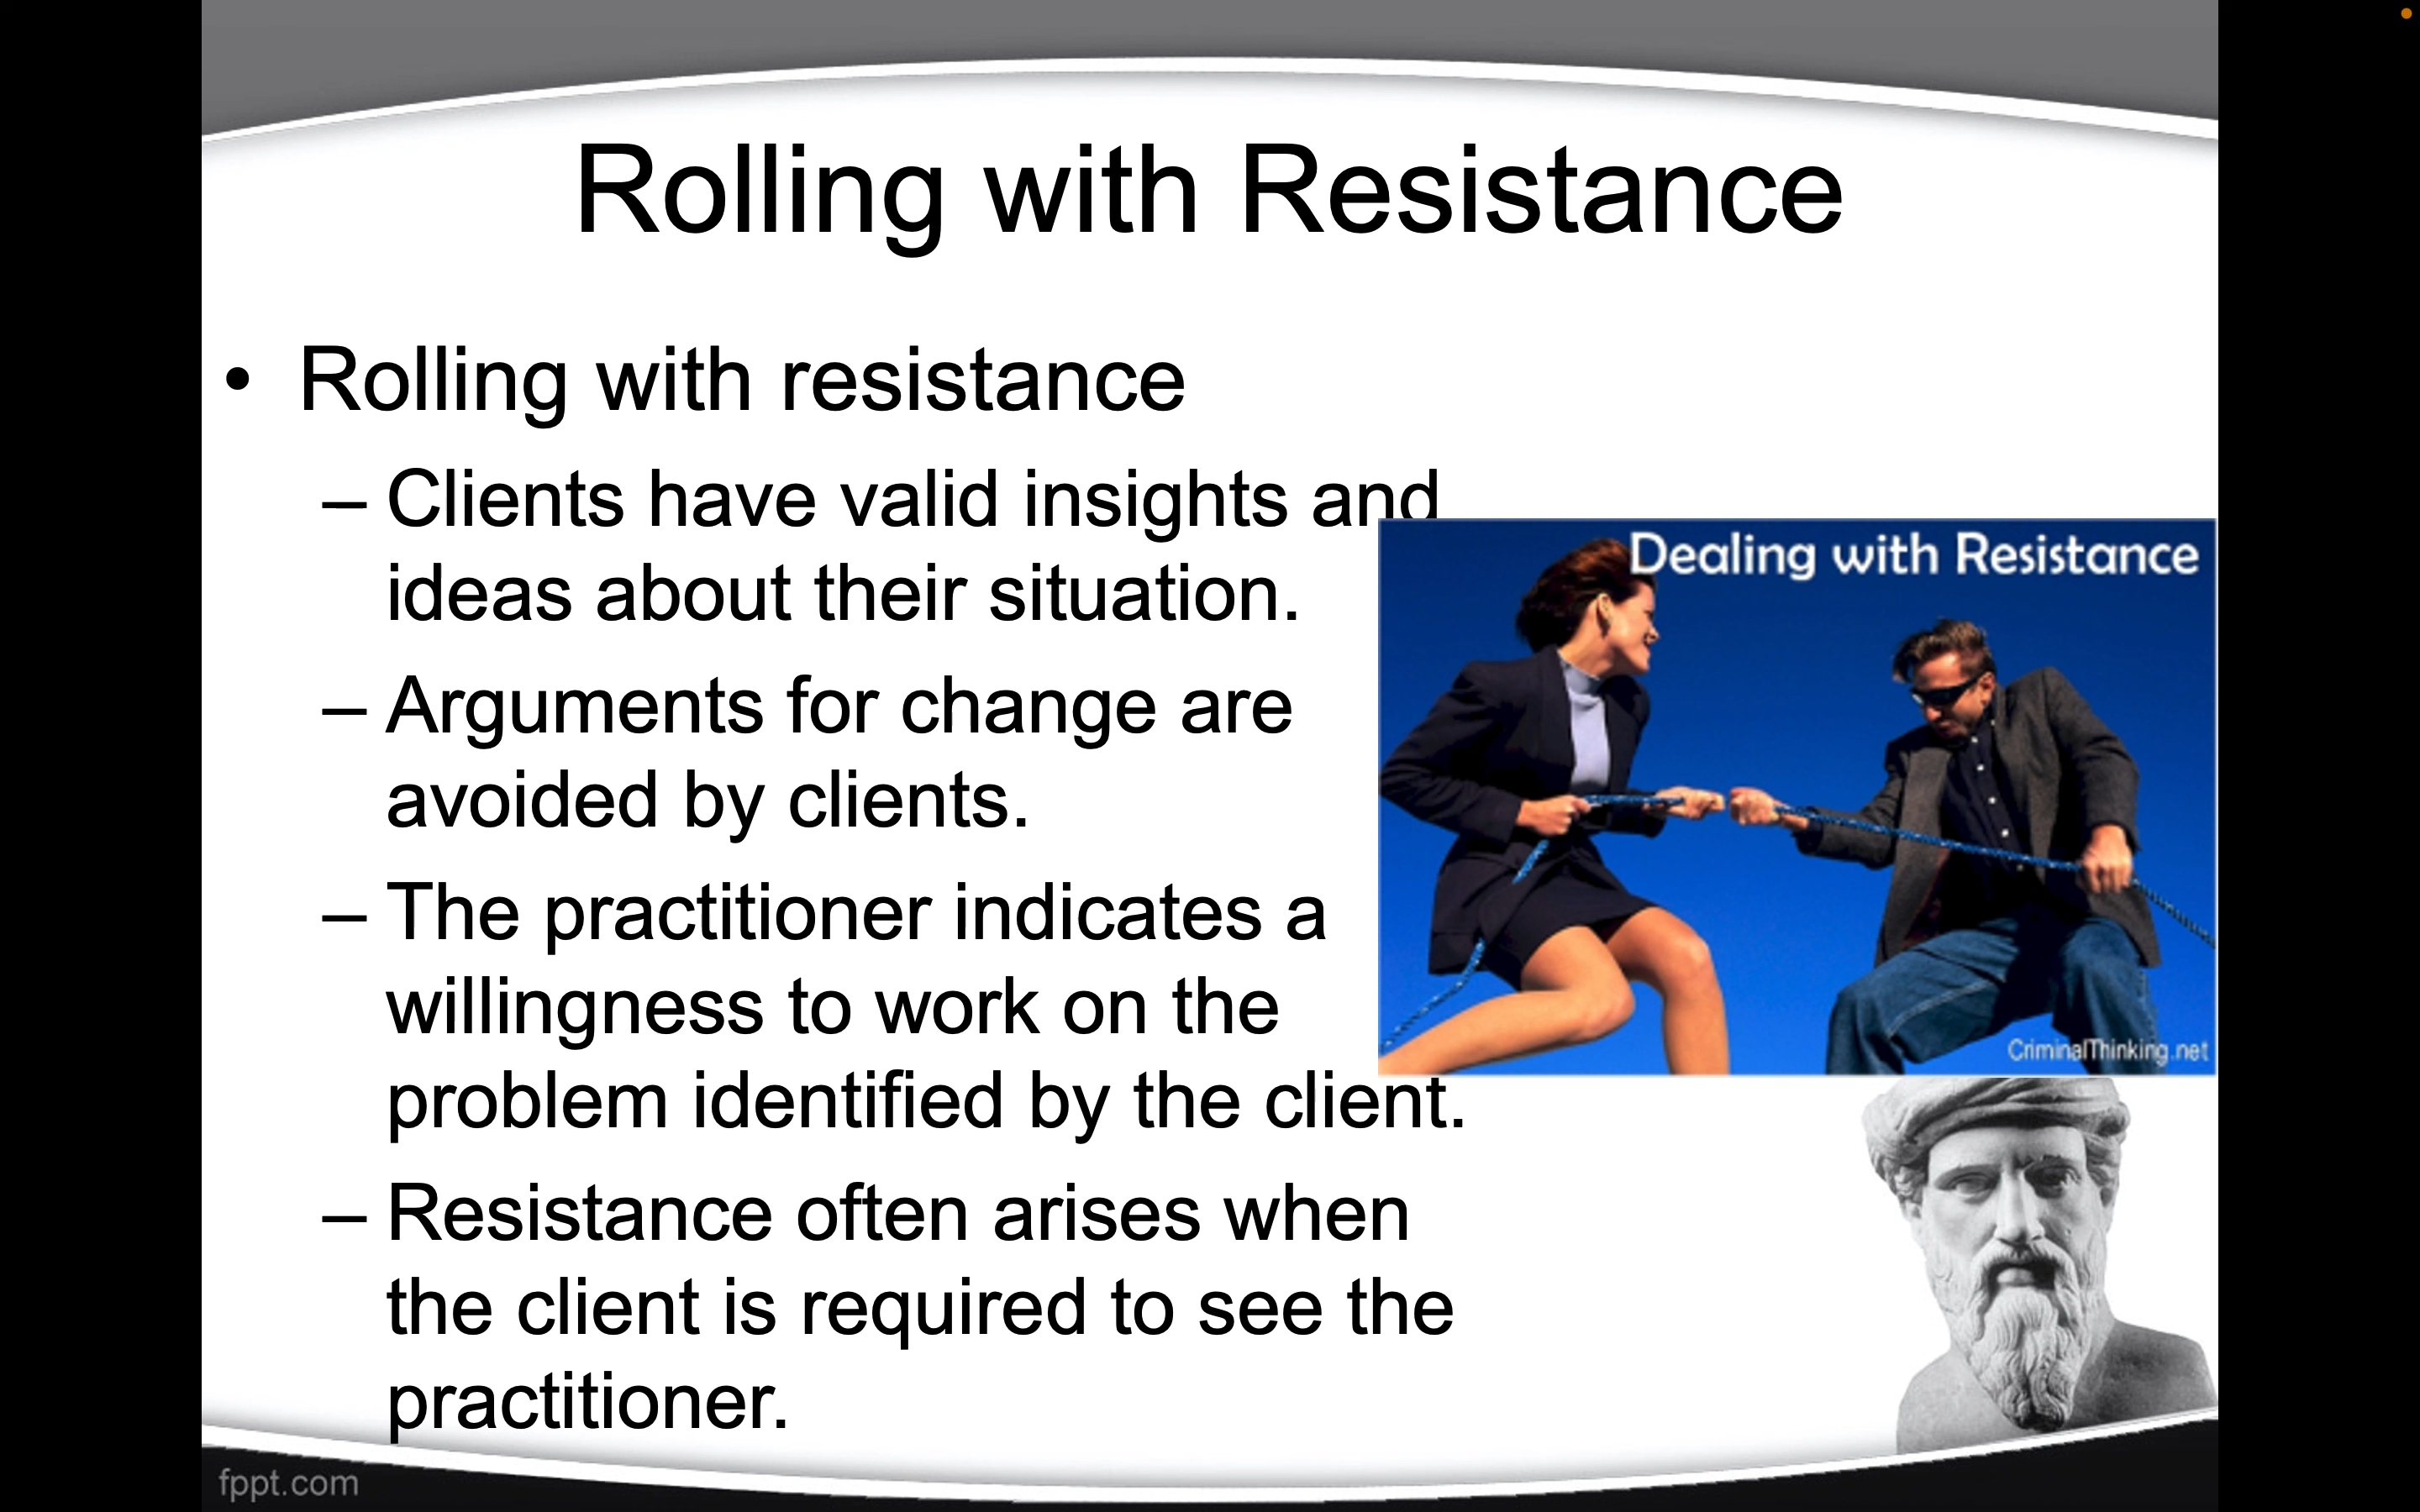 Rolling with Resistance
• Rolling with resistance
– Clients have valid insights and
ideas about their situation.
– Arguments for change are
avoided by clients.
– The practitioner indicates a
willingness to work on the
problem identified by the client.
– Resistance often arises when
the client is required to see the
practitioner.
Dealing with Resistance
CriminalThinking.net
fppt.com